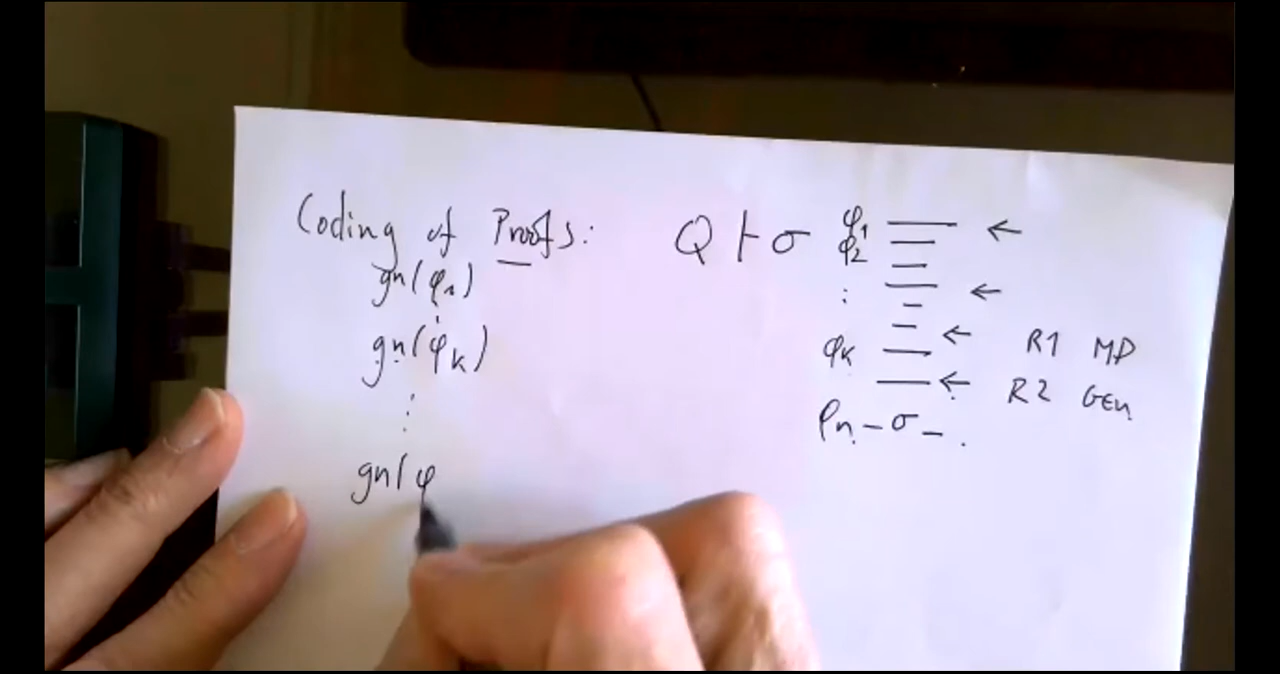 Coding of Proofs: Q ⊢ σ
gn(φ₁)
⋮
gn(φₖ)
⋮
gn(φ
φ₁ ←
φ₂
⋮ ←
← R1 MP
φₖ
← R2 Gen
φₙ – σ – .